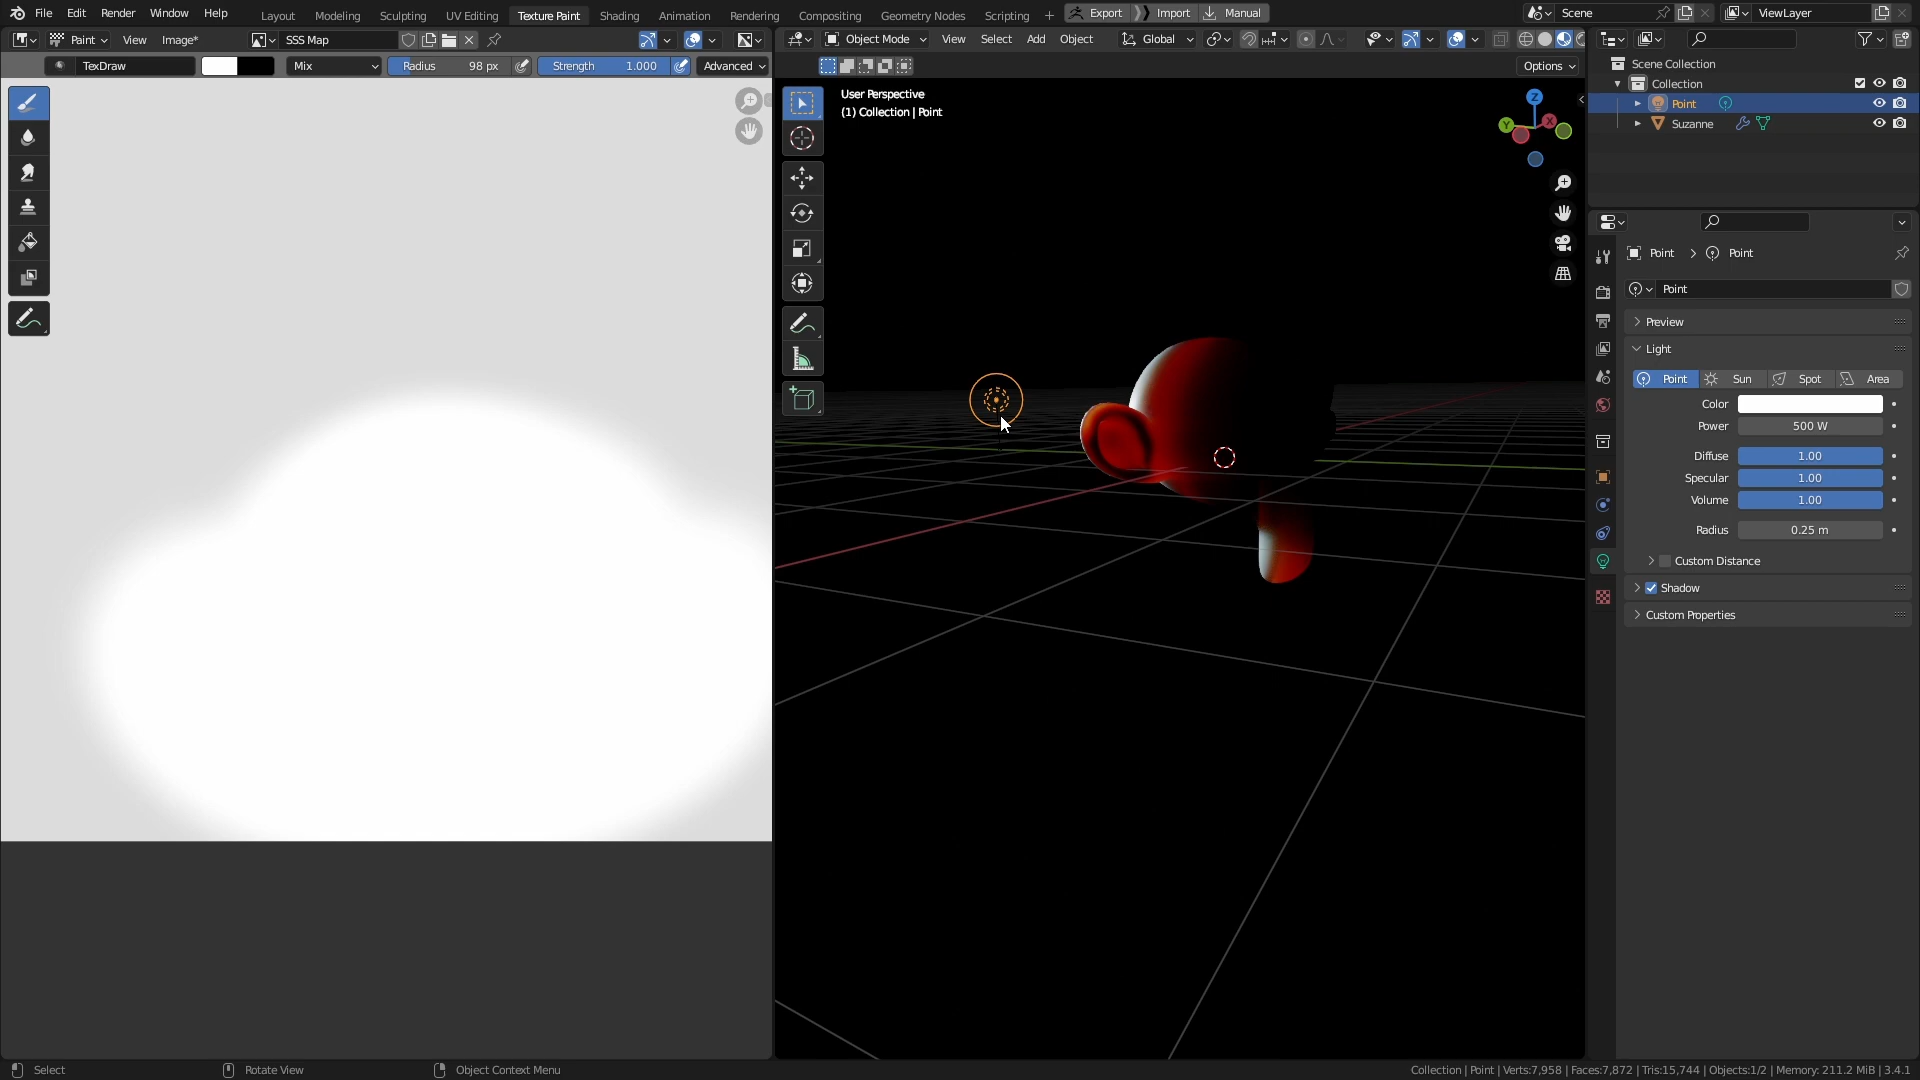 File Edit Render Window Help Layout Modeling Sculpting UV Editing Texture Paint Shading Animation Rendering Compositing Geometry Nodes Scripting + Export Import Manual Scene ViewLayer
Paint View Image* SSS Map Object Mode View Select Add Object Global
TexDraw Mix Radius 98 px Strength 1.000 Advanced Options
User Perspective
(1) Collection | Point
Z
Y
X
Scene Collection
Collection
Point
Suzanne
Point Point
Point
Preview
Light
Point Sun Spot Area
Color
Power 500 W
Diffuse 1.00
Specular 1.00
Volume 1.00
Radius 0.25 m
Custom Distance
Shadow
Custom Properties
Select Rotate View Object Context Menu Collection | Point | Verts:7,958 | Faces:7,872 | Tris:15,744 | Objects:1/2 | Memory: 211.2 MiB | 3.4.1